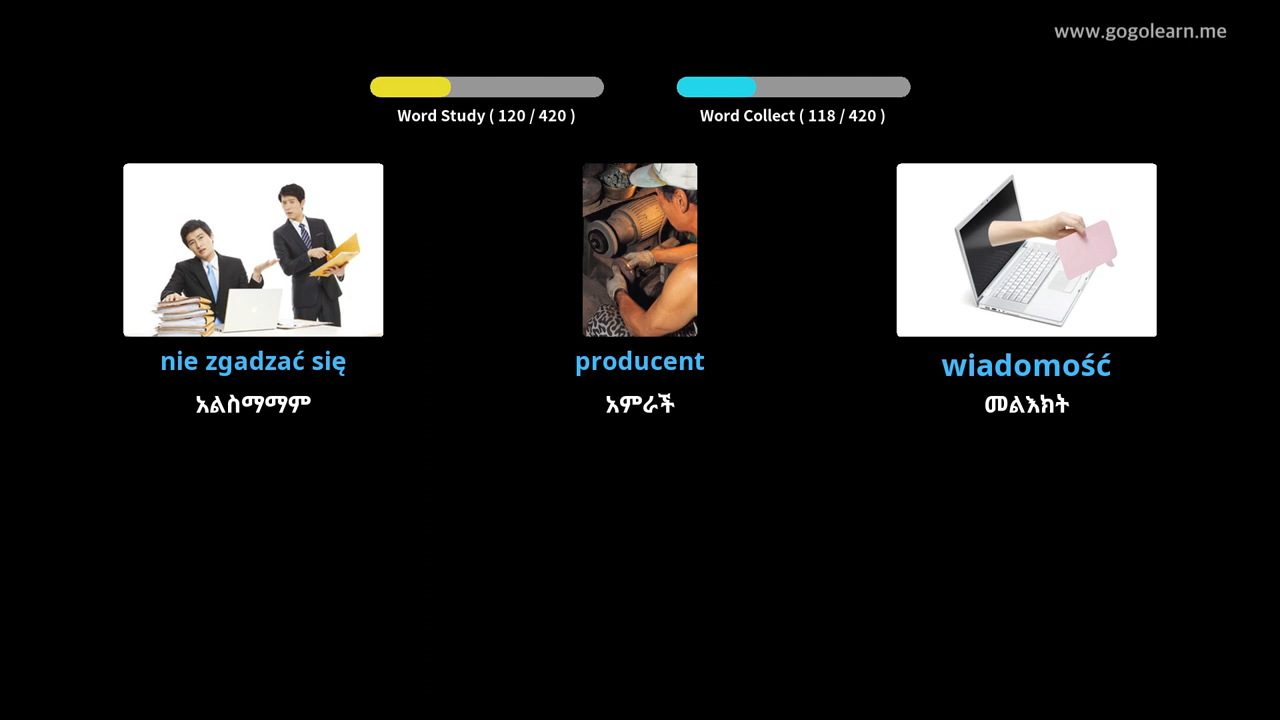 www.gogolearn.me
Word Study ( 120 / 420 )
Word Collect ( 118 / 420 )
nie zgadzać się
producent
wiadomość
አልስማማም
አምራች
መልእክት